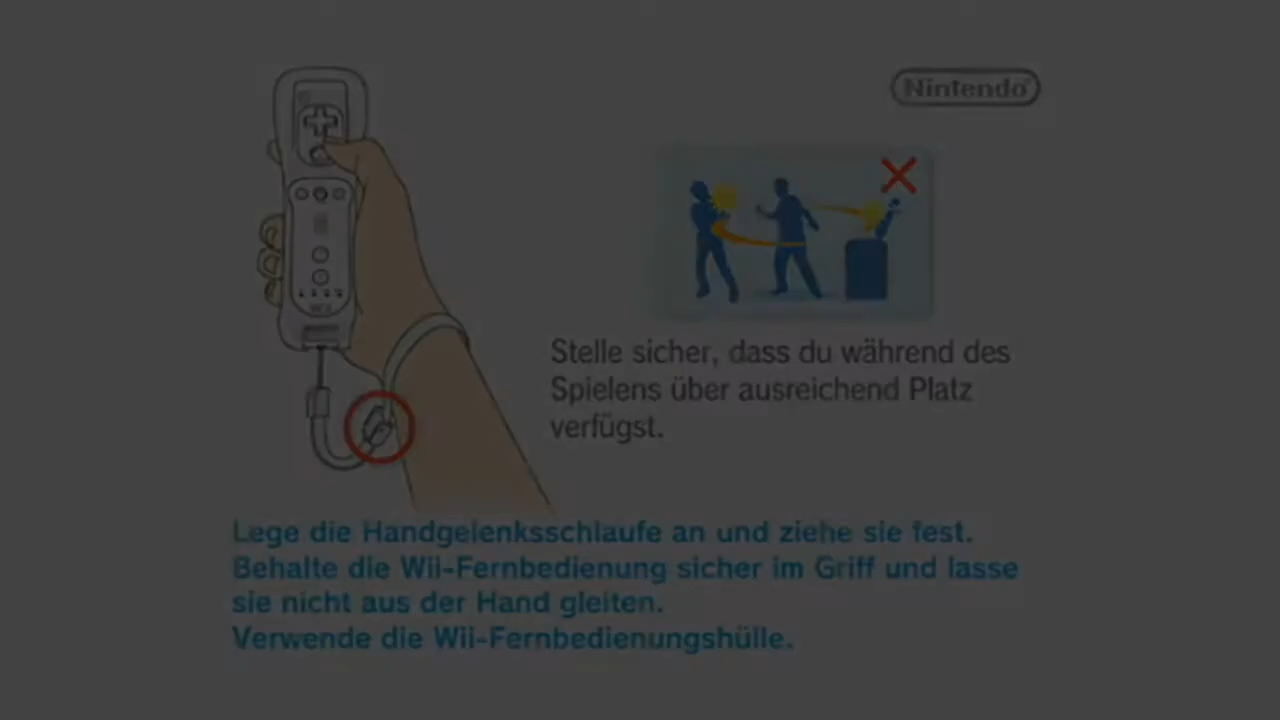 Nintendo
Stelle sicher, dass du während des
Spielens über ausreichend Platz
verfügst.
Lege die Handgelenksschlaufe an und ziehe sie fest.
Behalte die Wii-Fernbedienung sicher im Griff und lasse
sie nicht aus der Hand gleiten.
Verwende die Wii-Fernbedienungshülle.